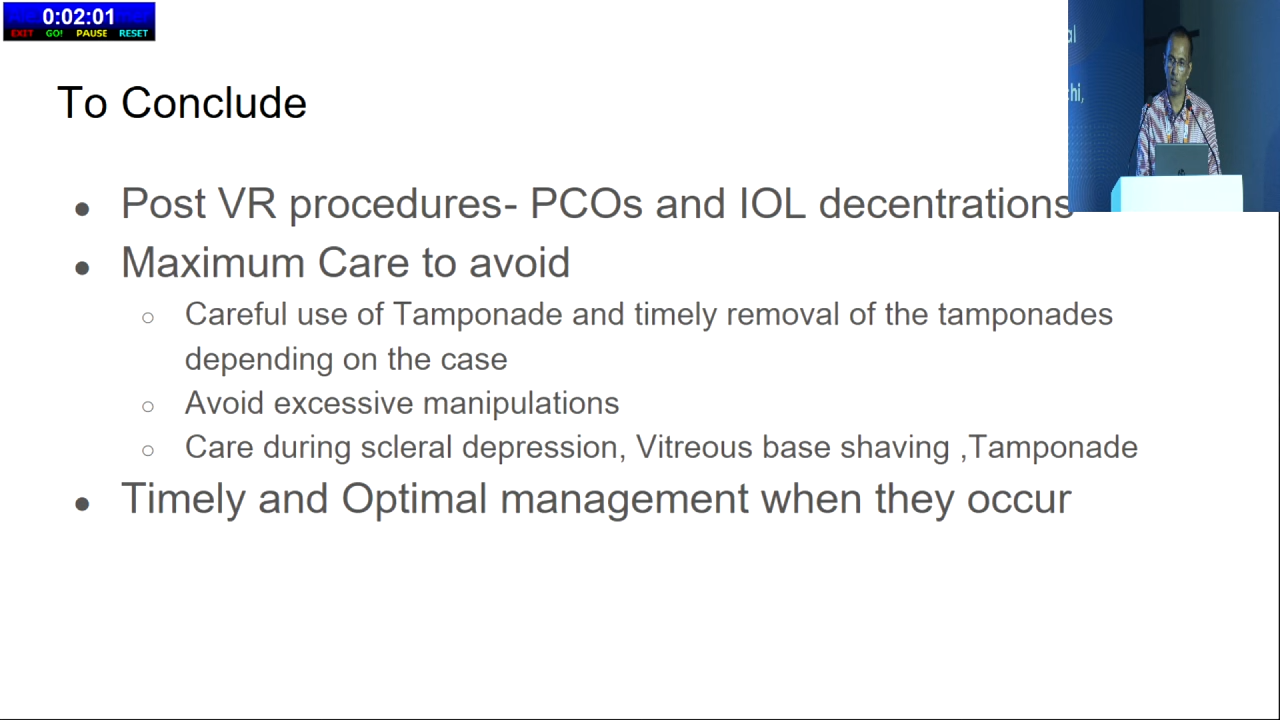 0:02:01
EXIT GO! PAUSE RESET
al
chi,
To Conclude
● Post VR procedures- PCOs and IOL decentrations
● Maximum Care to avoid
○ Careful use of Tamponade and timely removal of the tamponades
depending on the case
○ Avoid excessive manipulations
○ Care during scleral depression, Vitreous base shaving ,Tamponade
● Timely and Optimal management when they occur